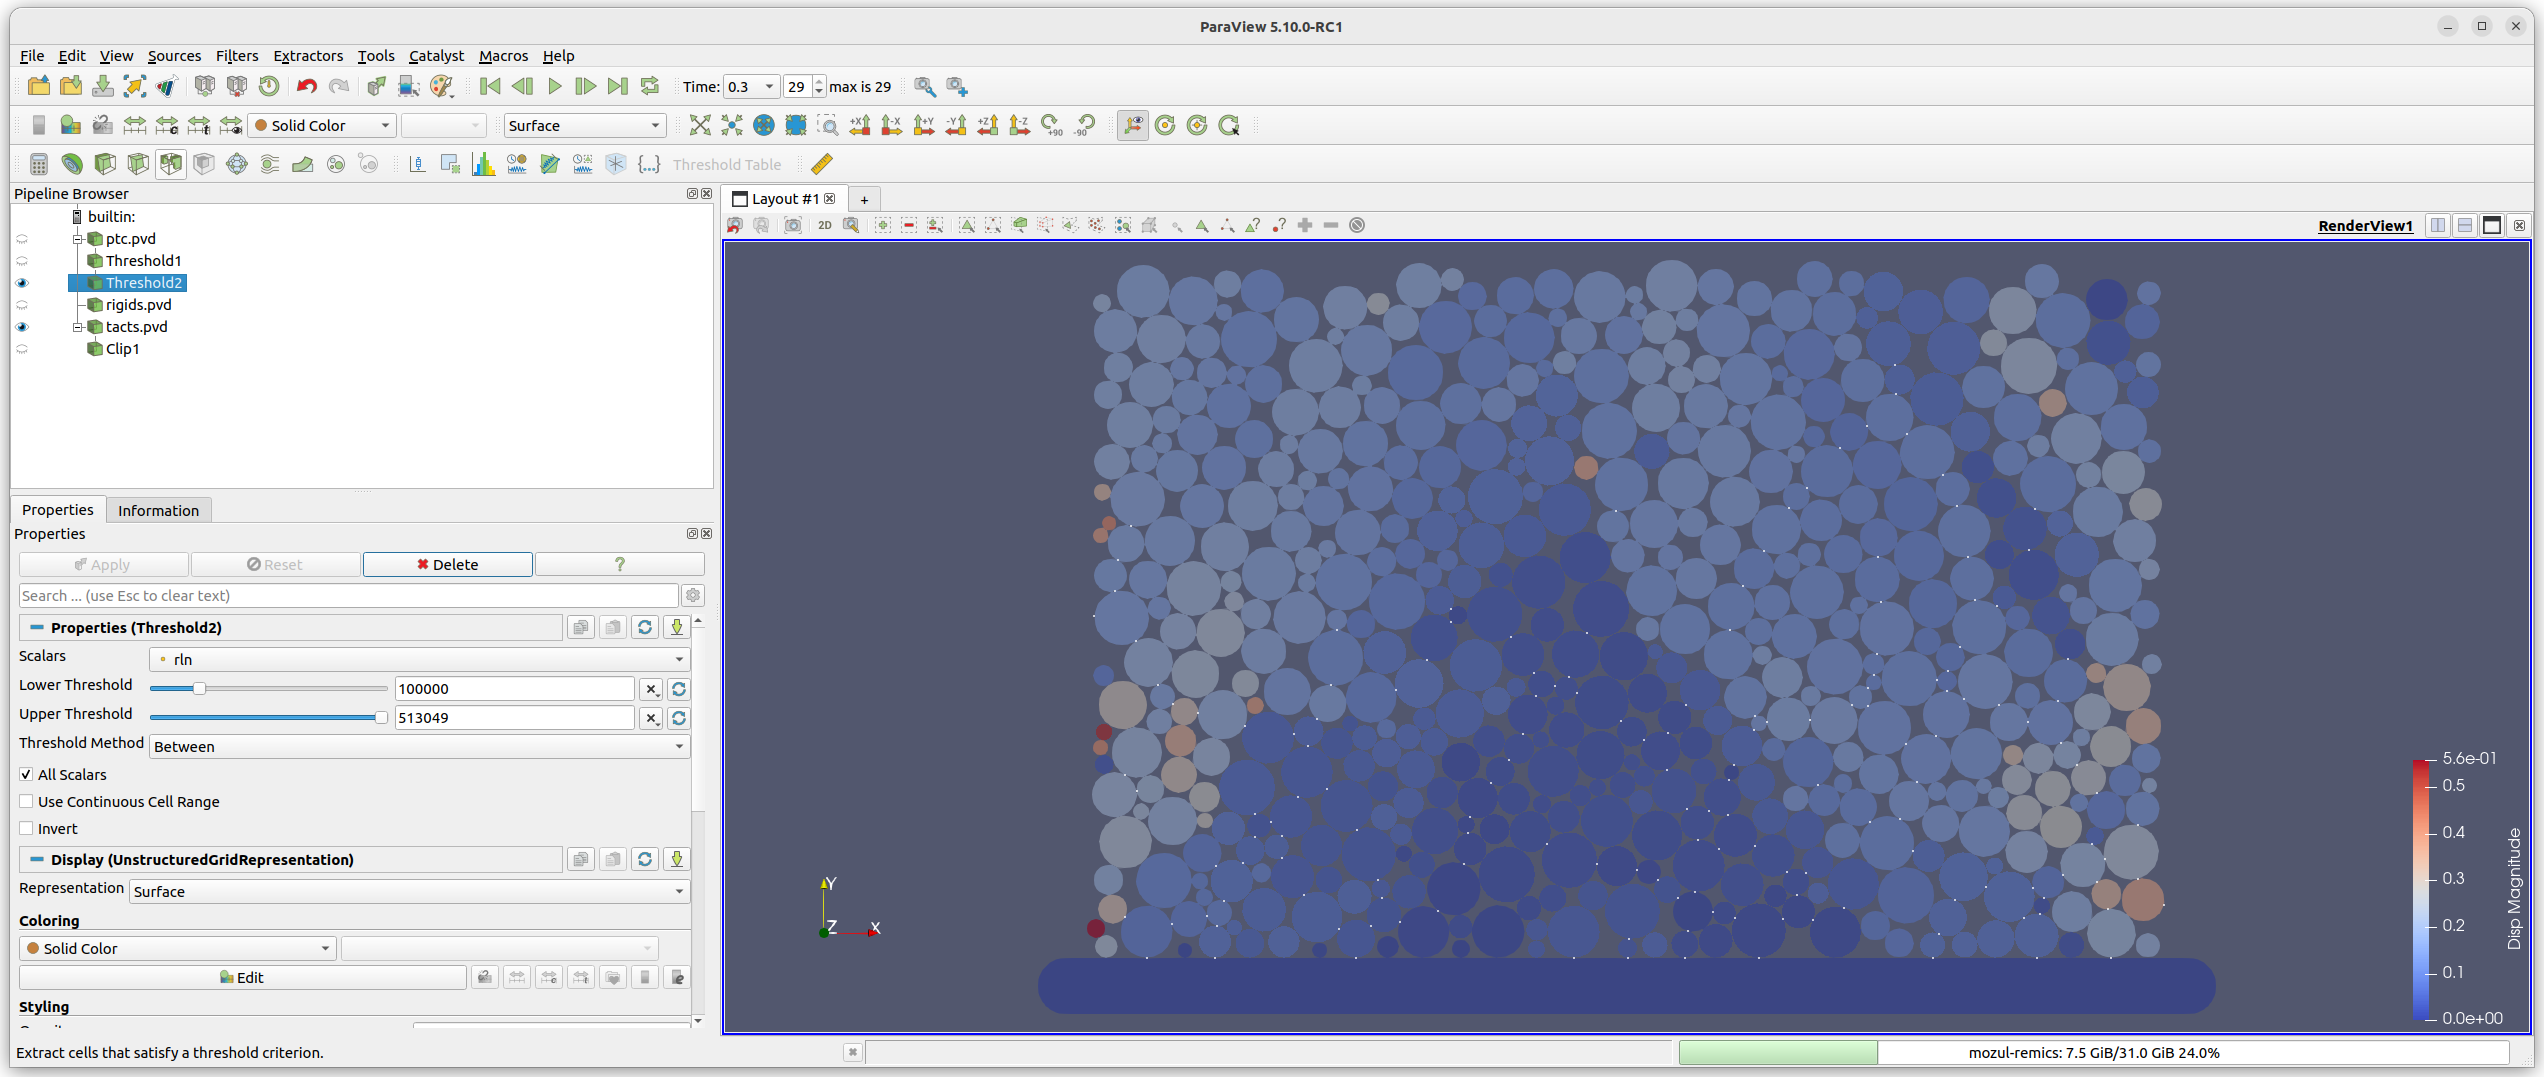 ParaView 5.10.0-RC1
File Edit View Sources Filters Extractors Tools Catalyst Macros Help
Time: 0.3 29 max is 29
Solid Color Surface +X -X +Y -Y +Z -Z +90 -90
Threshold Table
Pipeline Browser
builtin:
ptc.pvd
Threshold1
Threshold2
rigids.pvd
tacts.pvd
Clip1
Properties Information
Properties
Apply Reset Delete ?
Search ... (use Esc to clear text)
Properties (Threshold2)
Scalars rln
Lower Threshold 100000
Upper Threshold 513049
Threshold Method Between
All Scalars
Use Continuous Cell Range
Invert
Display (UnstructuredGridRepresentation)
Representation Surface
Coloring
Solid Color
Edit
Styling
Extract cells that satisfy a threshold criterion.
Layout #1 +
2D RenderView1
Y
Z X
5.6e-01
0.5
0.4
0.3
0.2
0.1
0.0e+00
Disp Magnitude
mozul-remics: 7.5 GiB/31.0 GiB 24.0%